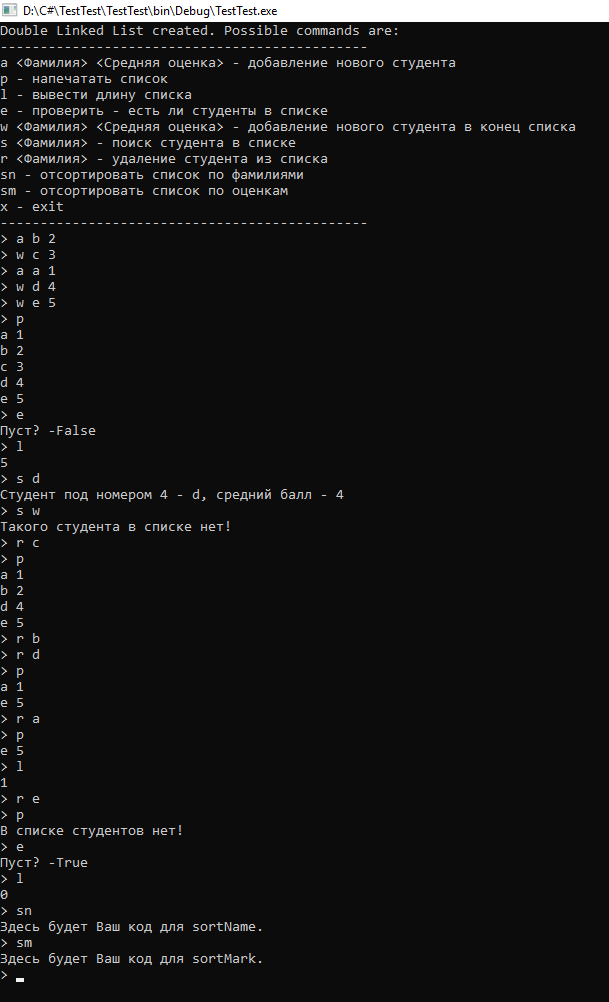 D:\C#\TestTest\TestTest\bin\Debug\TestTest.exe
Double Linked List created. Possible commands are:
----------------------------------------------
a <Фамилия> <Средняя оценка> - добавление нового студента
p - напечатать список
l - вывести длину списка
e - проверить - есть ли студенты в списке
w <Фамилия> <Средняя оценка> - добавление нового студента в конец списка
s <Фамилия> - поиск студента в списке
r <Фамилия> - удаление студента из списка
sn - отсортировать список по фамилиями
sm - отсортировать список по оценкам
x - exit
----------------------------------------------
> a b 2
> w c 3
> a a 1
> w d 4
> w e 5
> p
a 1
b 2
c 3
d 4
e 5
> e
Пуст? -False
> l
5
> s d
Студент под номером 4 - d, средний балл - 4
> s w
Такого студента в списке нет!
> r c
> p
a 1
b 2
d 4
e 5
> r b
> r d
> p
a 1
e 5
> r a
> p
e 5
> l
1
> r e
> p
В списке студентов нет!
> e
Пуст? -True
> l
0
> sn
Здесь будет Ваш код для sortName.
> sm
Здесь будет Ваш код для sortMark.
>